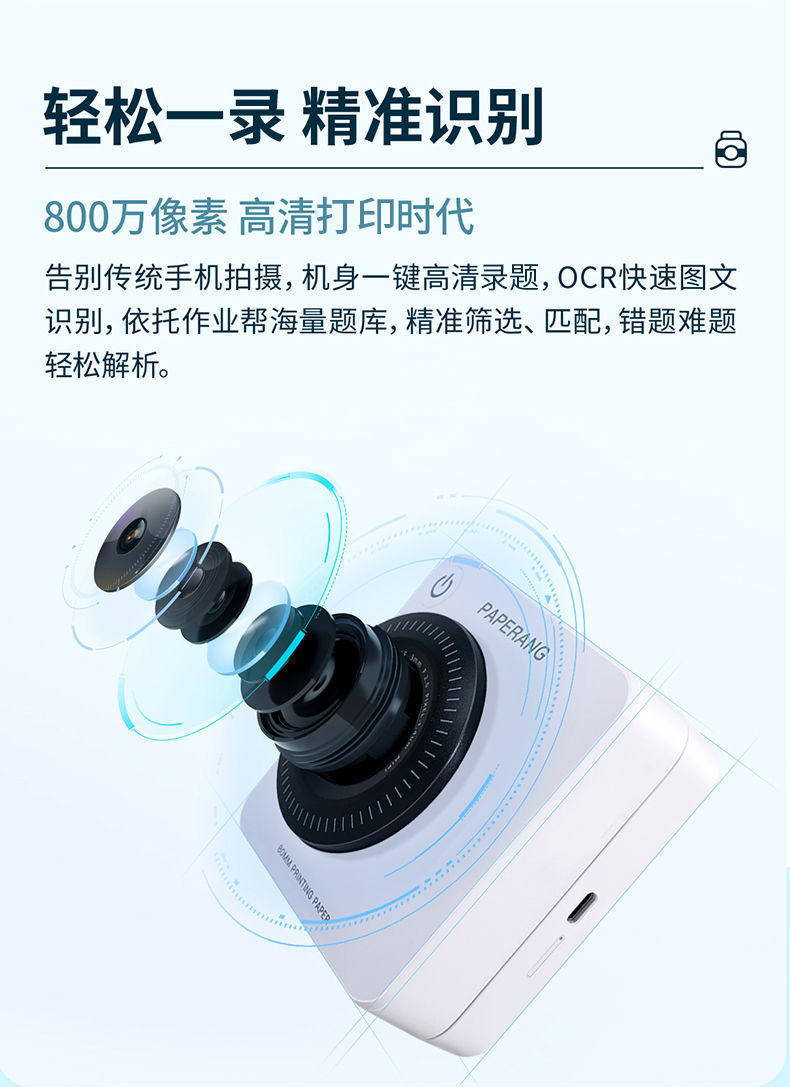 轻松一录 精准识别
800万像素 高清打印时代
告别传统手机拍摄，机身一键高清录题，OCR快速图文
识别，依托作业帮海量题库，精准筛选、匹配，错题难题
轻松解析。
PAPERANG
80MM PRINTING PAPER